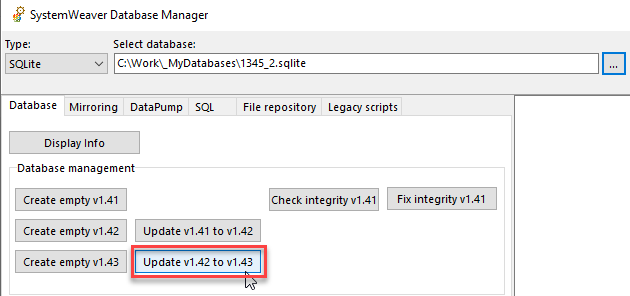 SystemWeaver Database Manager
Type: Select database:
SQLite C:\Work\_MyDatabases\1345_2.sqlite ...
Database Mirroring DataPump SQL File repository Legacy scripts
Display Info
Database management
Create empty v1.41 Check integrity v1.41 Fix integrity v1.41
Create empty v1.42 Update v1.41 to v1.42
Create empty v1.43 Update v1.42 to v1.43